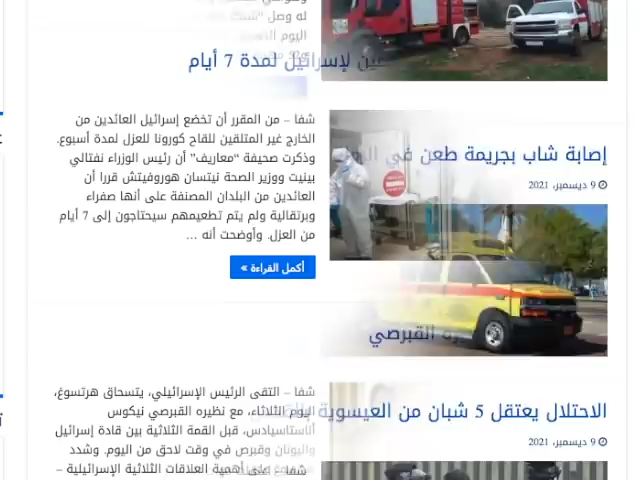 له وصل
اليوم
لإسرائيل لمدة 7 أيام
شفا – من المقرر أن تخضع إسرائيل العائدين من
الخارج غير المتلقين للقاح كورونا للعزل لمدة أسبوع.
وذكرت صحيفة “معاريف” أن رئيس الوزراء نفتالي
بينيت ووزير الصحة نيتسان هوروفيتش قررا أن
العائدين من البلدان المصنفة على أنها صفراء
وبرتقالية ولم يتم تطعيمهم سيحتاجون إلى 7 أيام
من العزل. وأوضحت أنه ...
أكمل القراءة »
إصابة شاب بجريمة طعن في
9 ديسمبر، 2021
القبرصي
شفا – التقى الرئيس الإسرائيلي، يتسحاق هرتسوغ،
اليوم الثلاثاء، مع نظيره القبرصي نيكوس
أناستاسيادس، قبل القمة الثلاثية بين قادة إسرائيل
واليونان وقبرص في وقت لاحق من اليوم. وشدد
على أهمية العلاقات الثلاثية الإسرائيلية –
الاحتلال يعتقل 5 شبان من العيسوية
9 ديسمبر، 2021